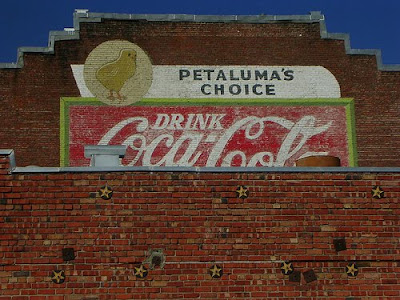 PETALUMA'S
CHOICE
DRINK
Coca Cola